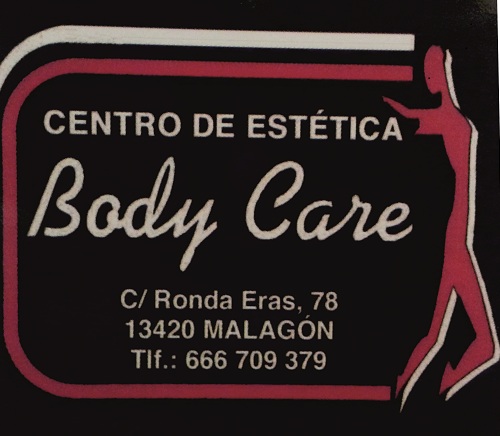 CENTRO DE ESTÉTICA
Body Care
C/ Ronda Eras, 78
13420 MALAGÓN
Tlf.: 666 709 379